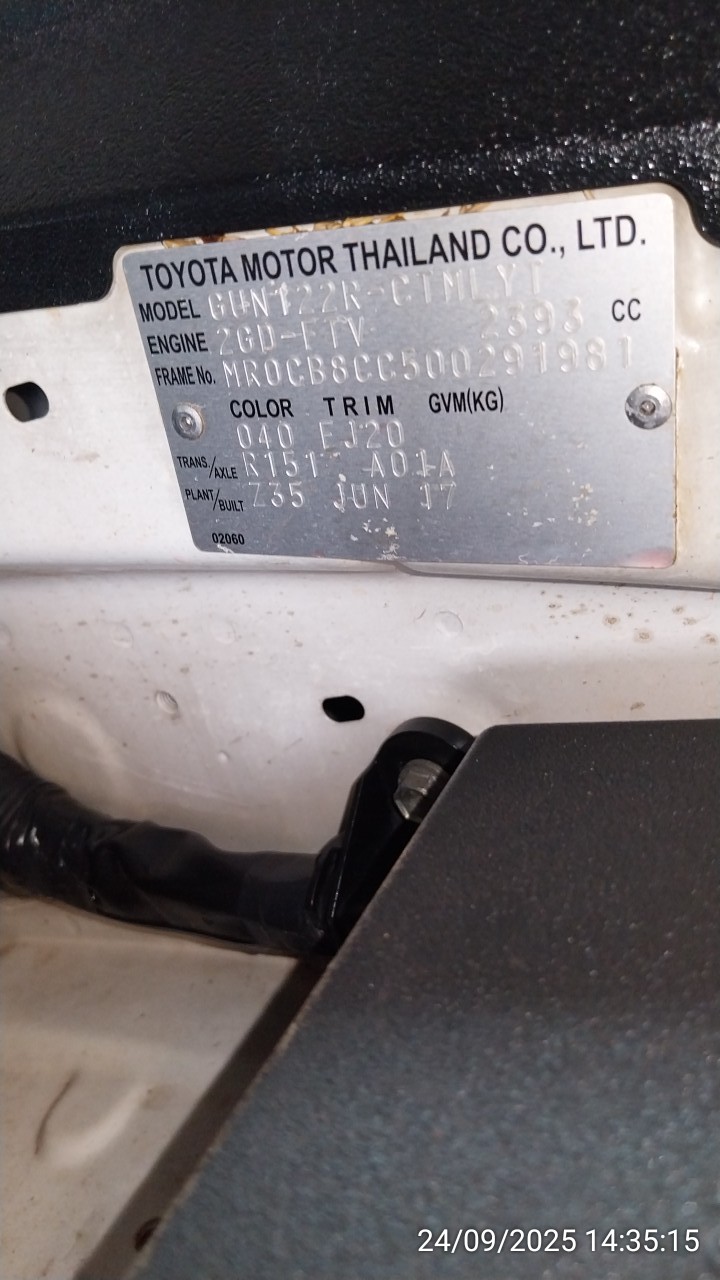 TOYOTA MOTOR THAILAND CO., LTD.
MODEL GUN122R-CTMLYT
ENGINE 2GD-FTV 2393 CC
FRAME No. MR0CB8CC500291981
COLOR TRIM GVM(KG)
040 EJ20
TRANS./AXLE R151 A01A
PLANT/BUILT Z35 JUN 17
02060
24/09/2025 14:35:15